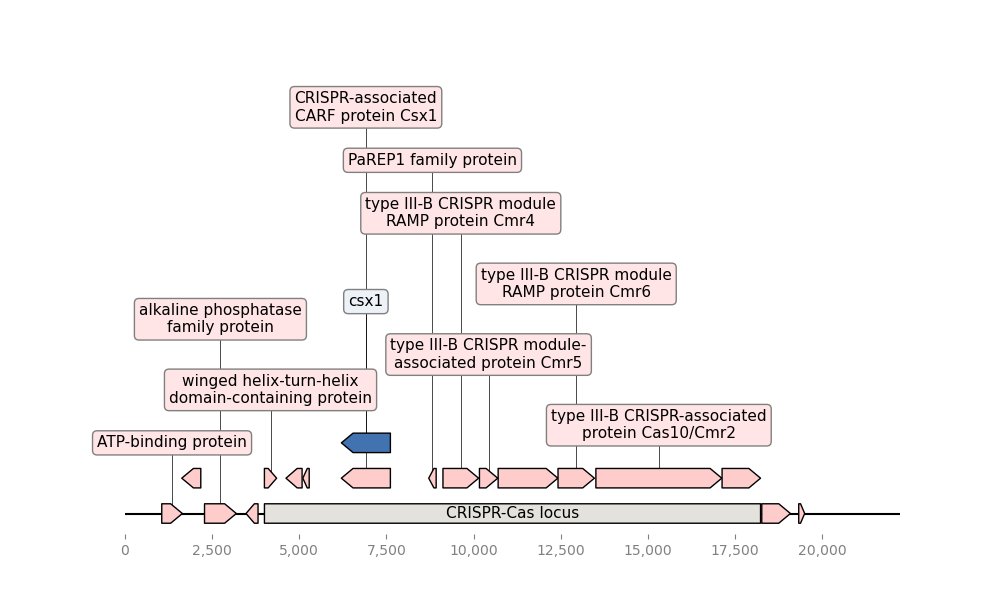 CRISPR-associated
CARF protein Csx1
PaREP1 family protein
type III-B CRISPR module
RAMP protein Cmr4
type III-B CRISPR module
RAMP protein Cmr6
csx1
alkaline phosphatase
family protein
type III-B CRISPR module-
associated protein Cmr5
winged helix-turn-helix
domain-containing protein
type III-B CRISPR-associated
protein Cas10/Cmr2
ATP-binding protein
CRISPR-Cas locus
0 2,500 5,000 7,500 10,000 12,500 15,000 17,500 20,000